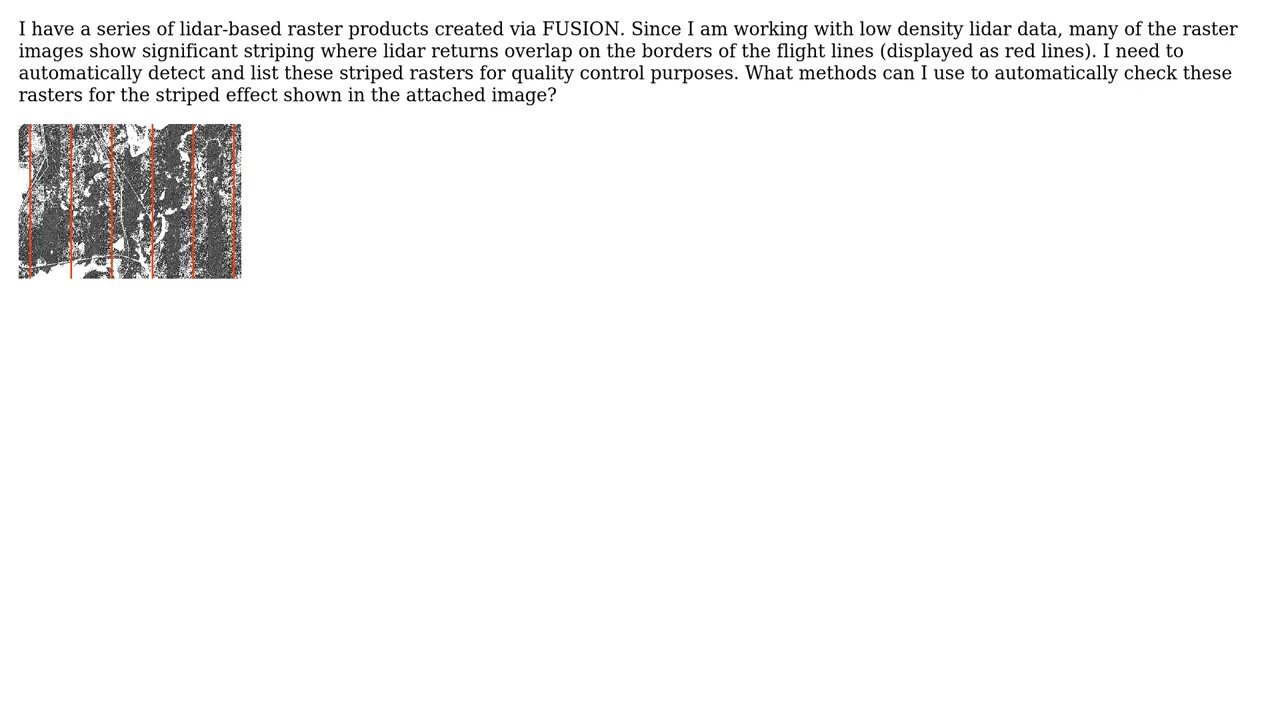 I have a series of lidar-based raster products created via FUSION. Since I am working with low density lidar data, many of the raster
images show significant striping where lidar returns overlap on the borders of the flight lines (displayed as red lines). I need to
automatically detect and list these striped rasters for quality control purposes. What methods can I use to automatically check these
rasters for the striped effect shown in the attached image?